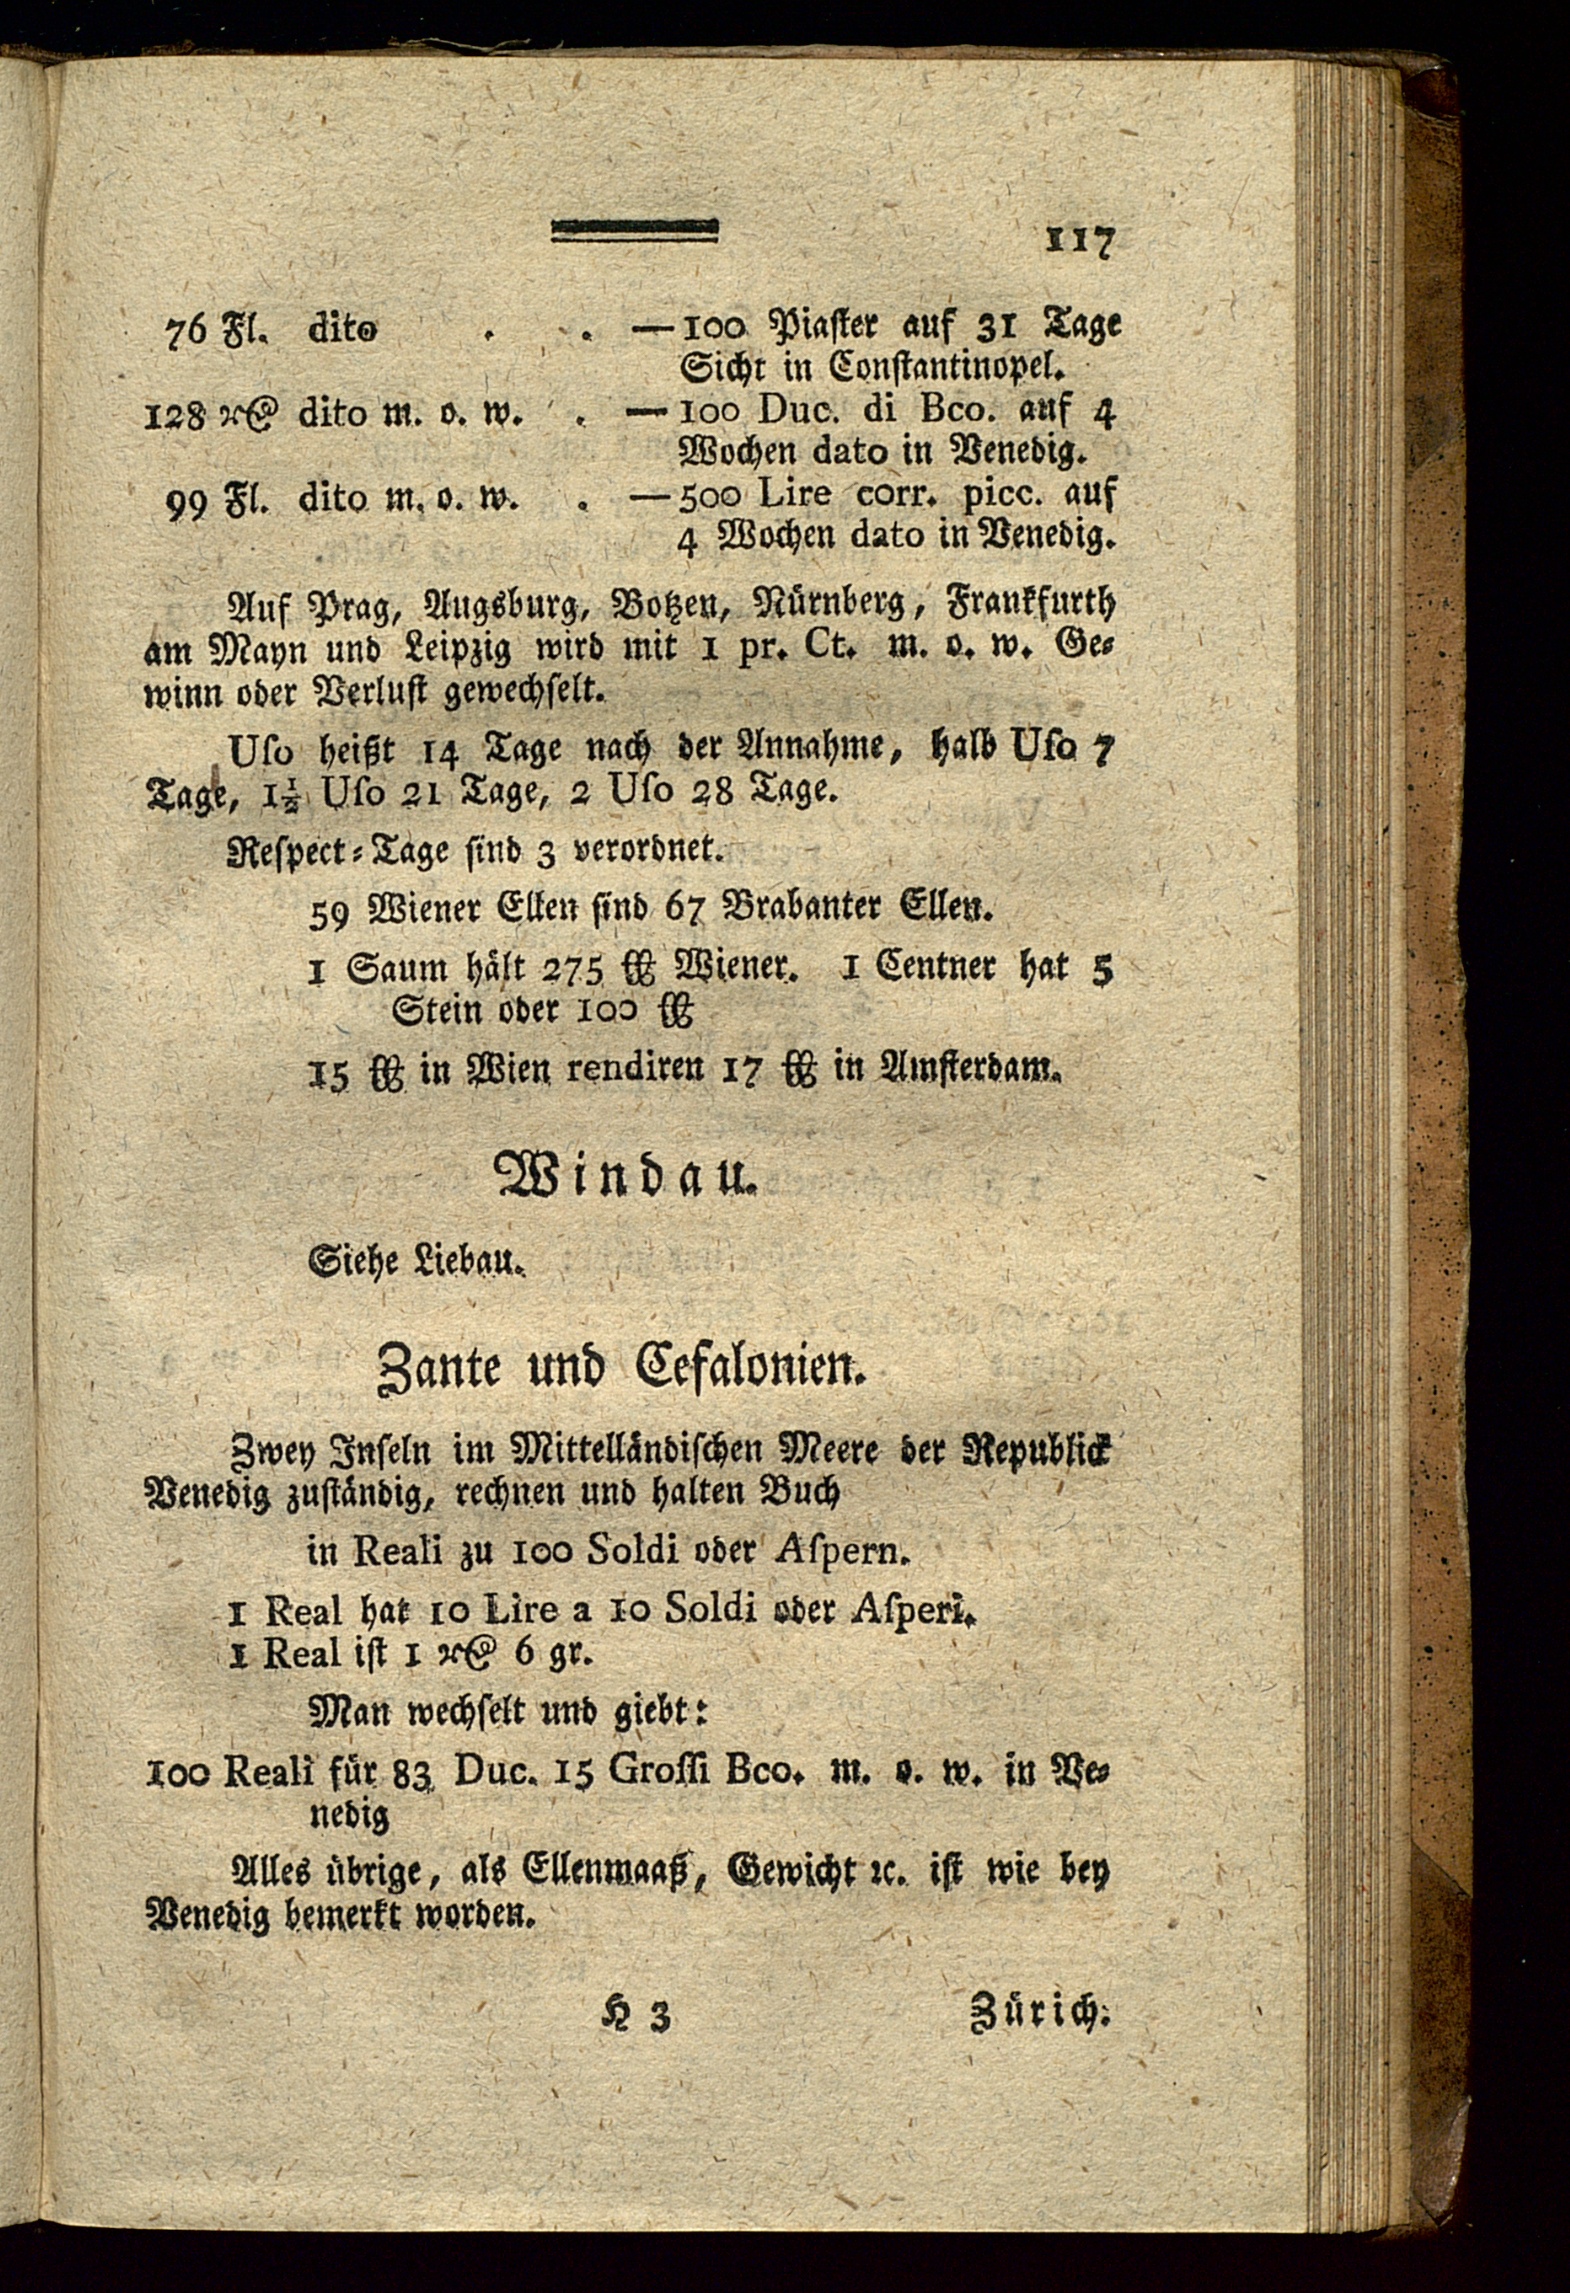 117
76 Fl. dito . . — 100 Piaſter auf 31 Tage
Sicht in Conſtantinopel.
128 rθ dito m. o. w. . — 100 Duc. di Bco. auf 4
Wochen dato in Venedig.
99 Fl. dito m. o. w. . — 500 Lire corr. picc. auf
4 Wochen dato in Venedig.
Auf Prag, Augsburg, Botzen, Nürnberg, Frankfurth
am Mayn und Leipzig wird mit 1 pr. Ct. m. o. w. Ge⸗
winn oder Verluſt gewechſelt.
Uſo heißt 14 Tage nach der Annahme, halb Uſo 7
Tage, 1½ Uſo 21 Tage, 2 Uſo 28 Tage.
Reſpect⸗Tage ſind 3 verordnet.
59 Wiener Ellen ſind 67 Brabanter Ellen.
1 Saum hält 275 ℔ Wiener. 1 Centner hat 5
Stein oder 100 ℔
15 ℔ in Wien rendiren 17 ℔ in Amſterdam.
Windau.
Siehe Liebau.
Zante und Cefalonien.
Zwey Inſeln im Mittelländiſchen Meere der Republick
Venedig zuſtändig, rechnen und halten Buch
in Reali zu 100 Soldi oder Aſpern.
1 Real hat 10 Lire a 10 Soldi oder Aſperi.
1 Real iſt 1 rθ 6 gr.
Man wechſelt und giebt:
100 Reali für 83 Duc. 15 Groſſi Bco. m. o. w. in Ve⸗
nedig
Alles übrige, als Ellenmaaß, Gewicht ꝛc. iſt wie bey
Venedig bemerkt worden.
H 3 Zürich.